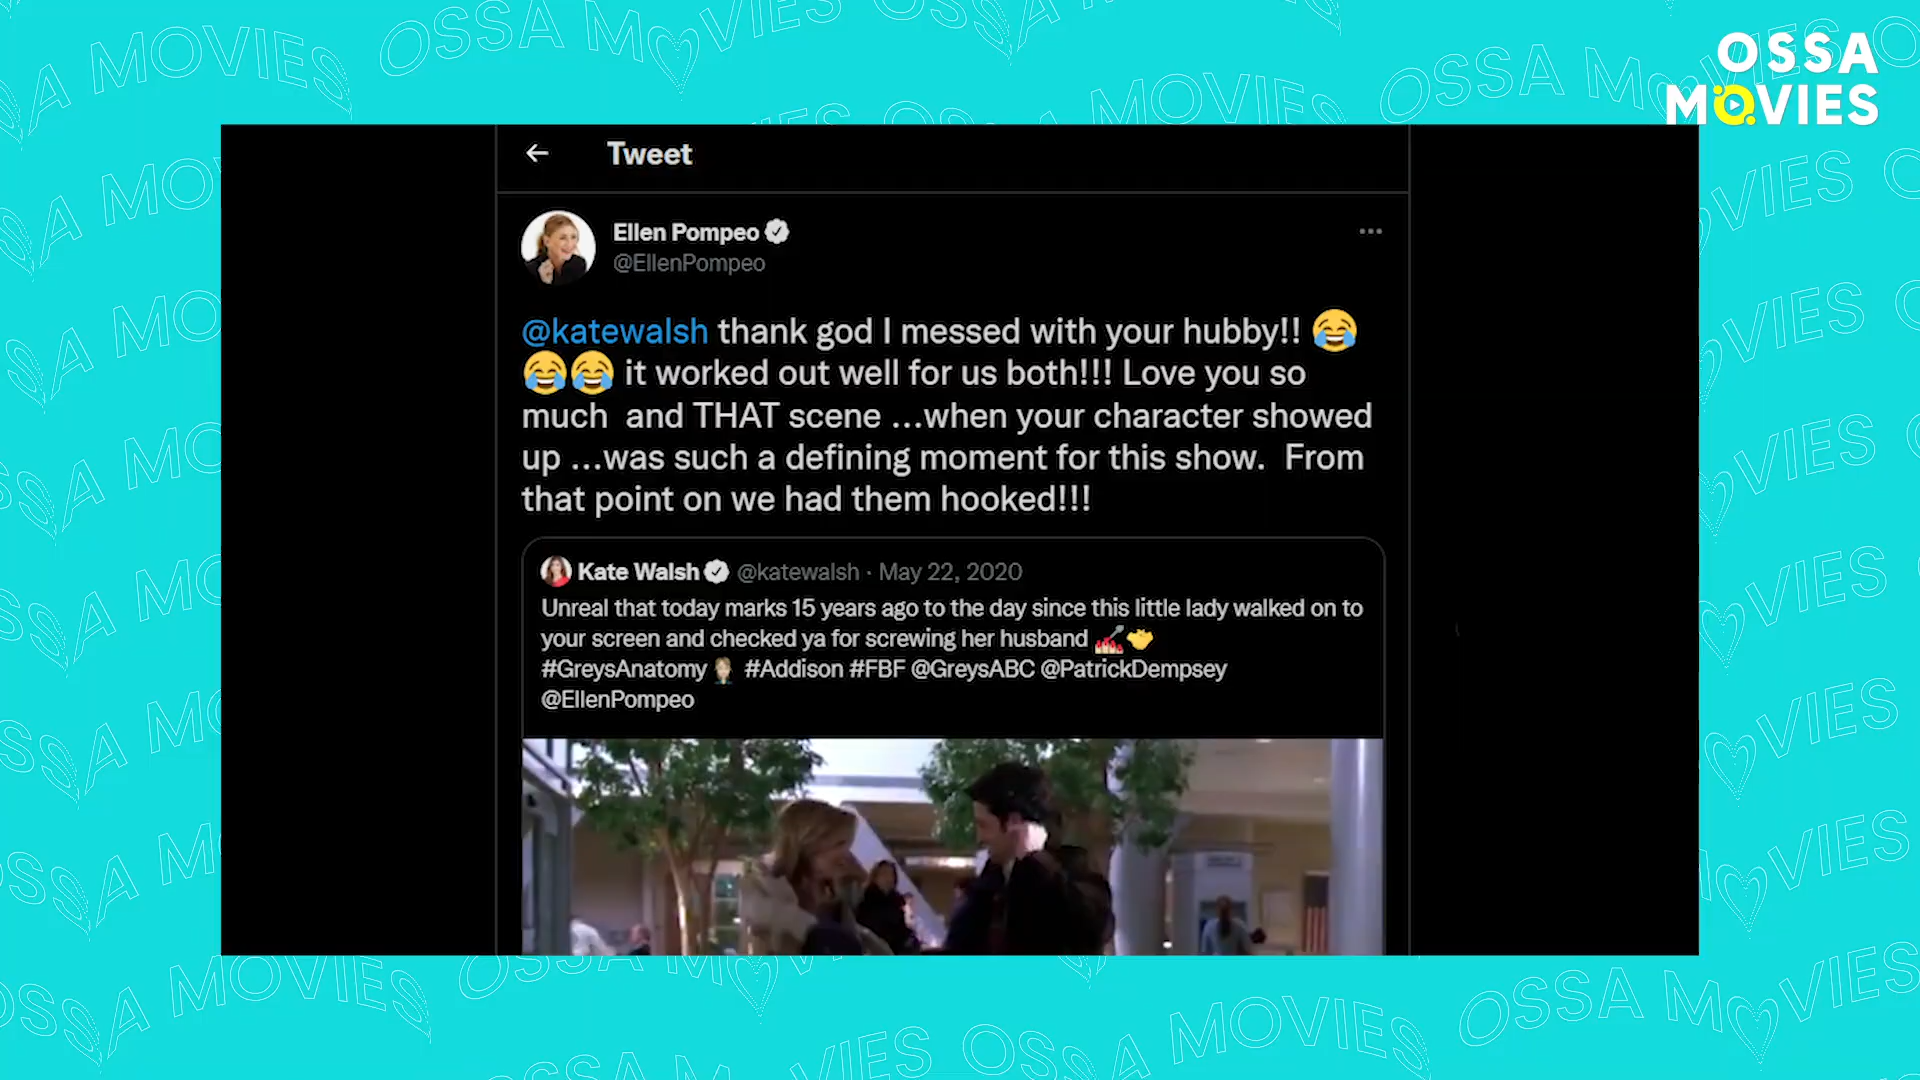 OSSA
MOVIES
Tweet
Ellen Pompeo
@EllenPompeo
@katewalsh thank god I messed with your hubby!! 😂
😂😂 it worked out well for us both!!! Love you so
much and THAT scene ...when your character showed
up ...was such a defining moment for this show. From
that point on we had them hooked!!!
Kate Walsh @katewalsh · May 22, 2020
Unreal that today marks 15 years ago to the day since this little lady walked on to
your screen and checked ya for screwing her husband 💅🤝
#GreysAnatomy #Addison #FBF @GreysABC @PatrickDempsey
@EllenPompeo